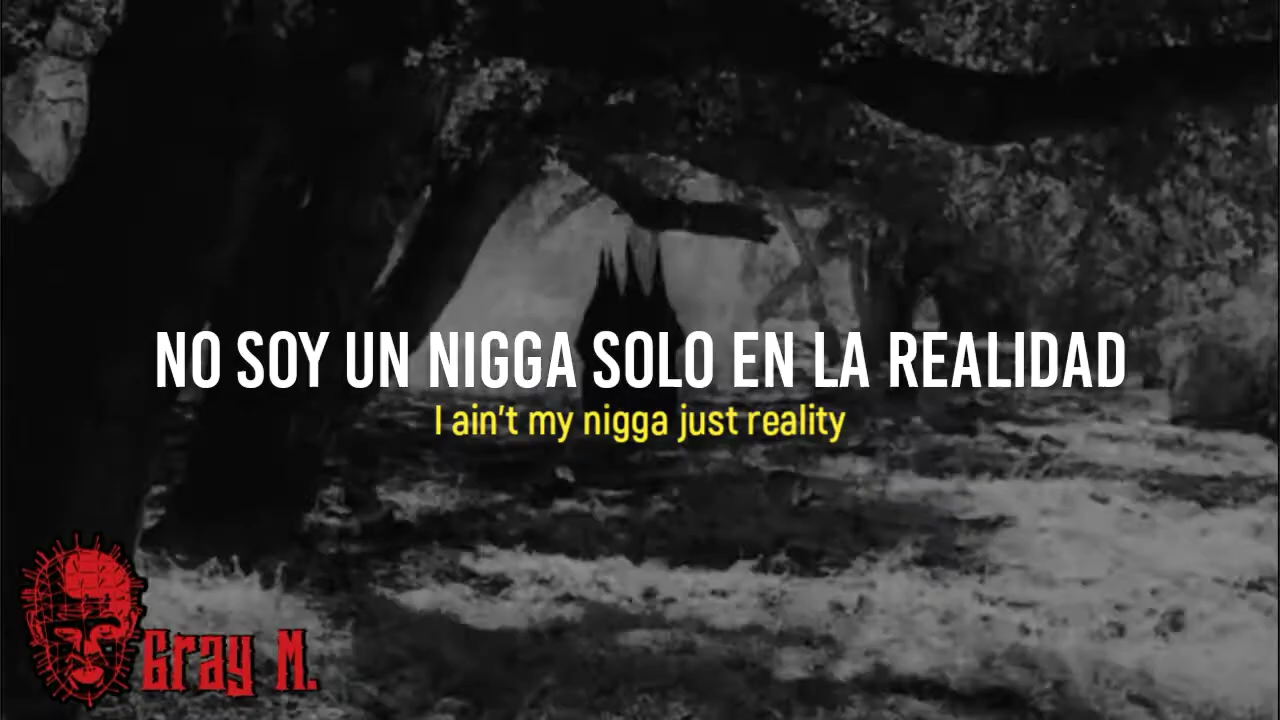 NO SOY UN NIGGA SOLO EN LA REALIDAD
I ain't my nigga just reality
Gray M.